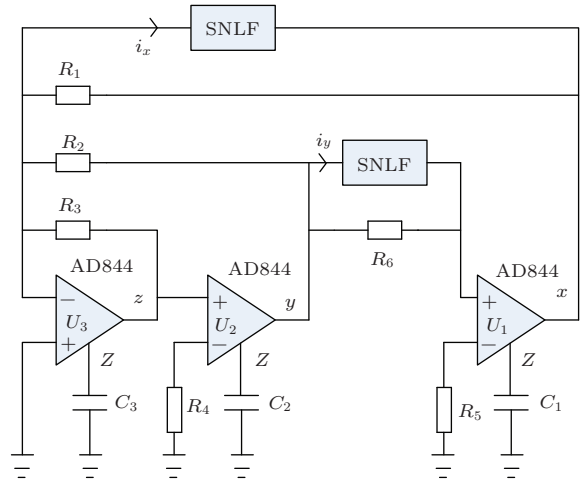 SNLF
i_x
R_1
R_2
i_y
SNLF
R_3
R_6
AD844
z
AD844
y
AD844
x
−
U_3
+
+
U_2
−
+
U_1
−
Z
Z
Z
C_3
R_4
C_2
R_5
C_1